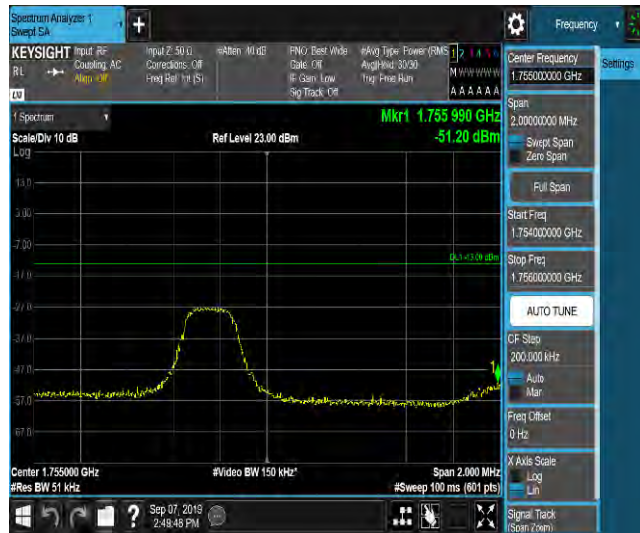 Spectrum Analyzer 1
Swept SA
+
Frequency
KEYSIGHT Input: RF
RL
Coupling: AC
Align: Off
Input Z: 50 Ω
Corrections: Off
Freq Ref: Int (S)
#Atten: 40 dB
PNO: Best Wide
Gate: Off
IF Gain: Low
Sig Track: Off
#Avg Type: Power (RMS
Avg|Hold: 30/30
Trig: Free Run
1 2 3 4 5 6
M W W W W W
A A A A A A
LXI
1 Spectrum
Scale/Div 10 dB
Log
Ref Level 23.00 dBm
Mkr1 1.755 990 GHz
-51.20 dBm
13.0
3.00
-7.00
DL1 -13.00 dBm
-17.0
-27.0
-37.0
-47.0
1
-57.0
-67.0
Center 1.755000 GHz
#Res BW 51 kHz
#Video BW 150 kHz*
Span 2.000 MHz
#Sweep 100 ms (601 pts)
Center Frequency
1.755000000 GHz
Settings
Span
2.00000000 MHz
Swept Span
Zero Span
Full Span
Start Freq
1.754000000 GHz
Stop Freq
1.756000000 GHz
AUTO TUNE
CF Step
200.000 kHz
Auto
Man
Freq Offset
0 Hz
X Axis Scale
Log
Lin
Signal Track
(Span Zoom)
?
Sep 07, 2019
2:49:48 PM